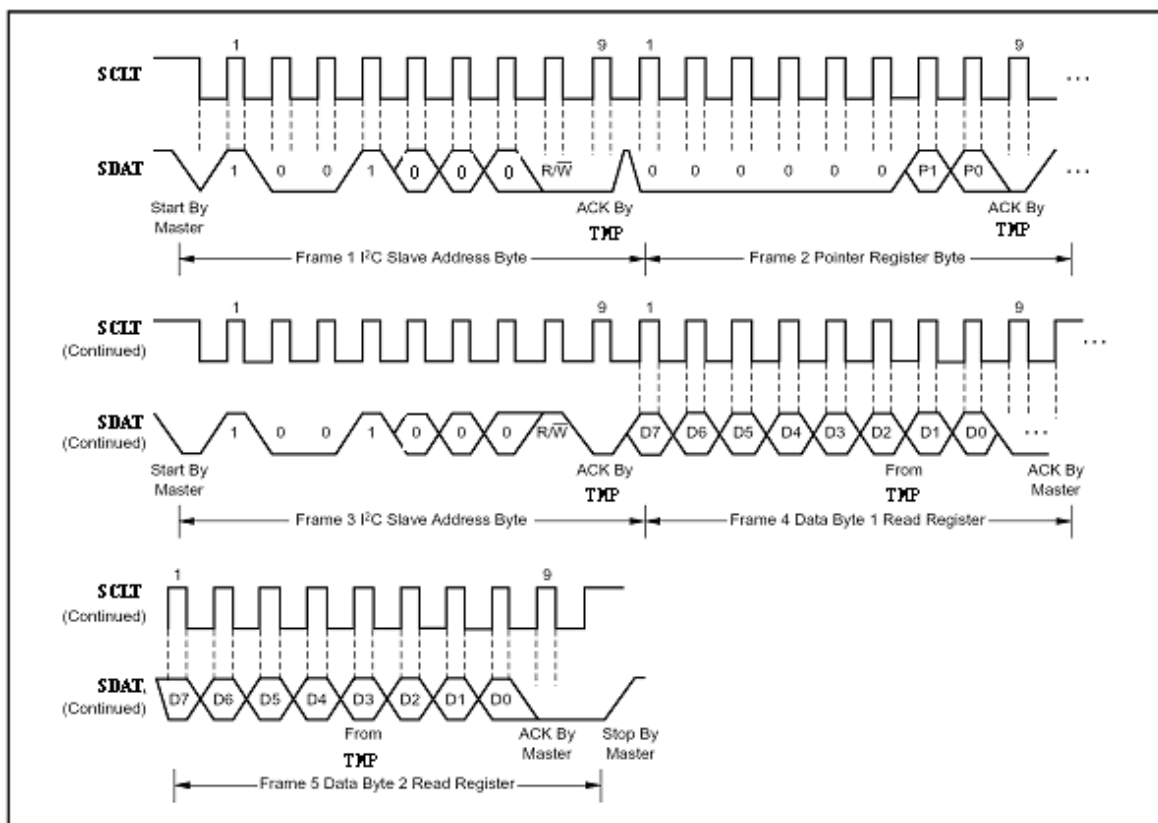 1 9 1 9
SCLT ...
SDAT 1 0 0 1 0 0 0 R/W̅ 0 0 0 0 0 0 P1 P0 ...
Start By Master ACK By TMP ACK By TMP
Frame 1 I²C Slave Address Byte Frame 2 Pointer Register Byte
1 9 1 9
SCLT (Continued) ...
SDAT (Continued) 1 0 0 1 0 0 0 R/W̅ D7 D6 D5 D4 D3 D2 D1 D0 ...
Start By Master ACK By TMP From TMP ACK By Master
Frame 3 I²C Slave Address Byte Frame 4 Data Byte 1 Read Register
1 9
SCLT (Continued)
SDAT, (Continued) D7 D6 D5 D4 D3 D2 D1 D0
From TMP ACK By Master Stop By Master
Frame 5 Data Byte 2 Read Register